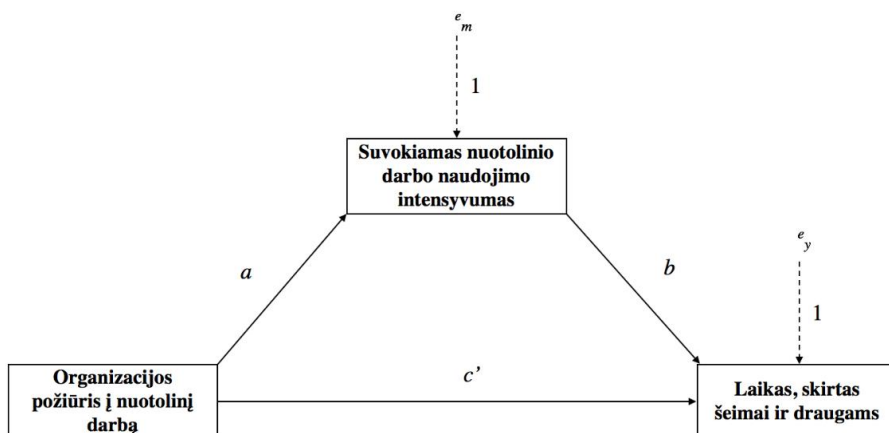 e m
1
Suvokiamas nuotolinio
darbo naudojimo
intensyvumas
e y
a
b
1
Organizacijos
požiūris į nuotolinį
darbą
c’
Laikas, skirtas
šeimai ir draugams